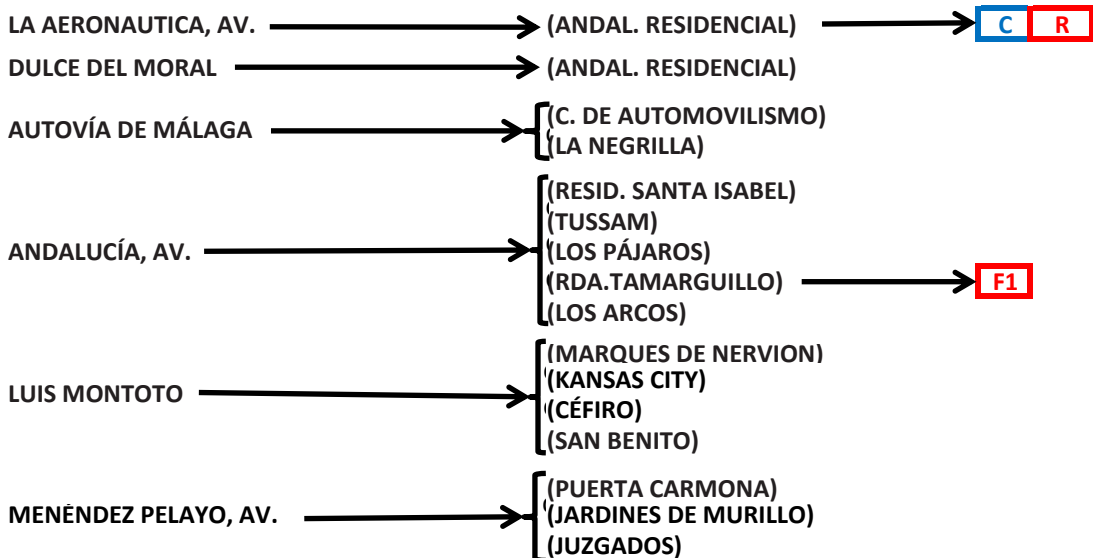 LA AERONAUTICA, AV. (ANDAL. RESIDENCIAL) C R
DULCE DEL MORAL (ANDAL. RESIDENCIAL)
AUTOVÍA DE MÁLAGA
(C. DE AUTOMOVILISMO)
(LA NEGRILLA)
ANDALUCÍA, AV.
(RESID. SANTA ISABEL)
(TUSSAM)
(LOS PÁJAROS)
(RDA.TAMARGUILLO) F1
(LOS ARCOS)
LUIS MONTOTO
(MARQUES DE NERVION)
(KANSAS CITY)
(CÉFIRO)
(SAN BENITO)
MENÉNDEZ PELAYO, AV.
(PUERTA CARMONA)
(JARDINES DE MURILLO)
(JUZGADOS)